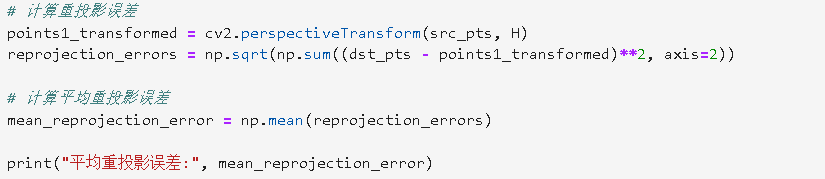 # 计算重投影误差
points1_transformed = cv2.perspectiveTransform(src_pts, H)
reprojection_errors = np.sqrt(np.sum((dst_pts - points1_transformed)**2, axis=2))
# 计算平均重投影误差
mean_reprojection_error = np.mean(reprojection_errors)
print("平均重投影误差:", mean_reprojection_error)